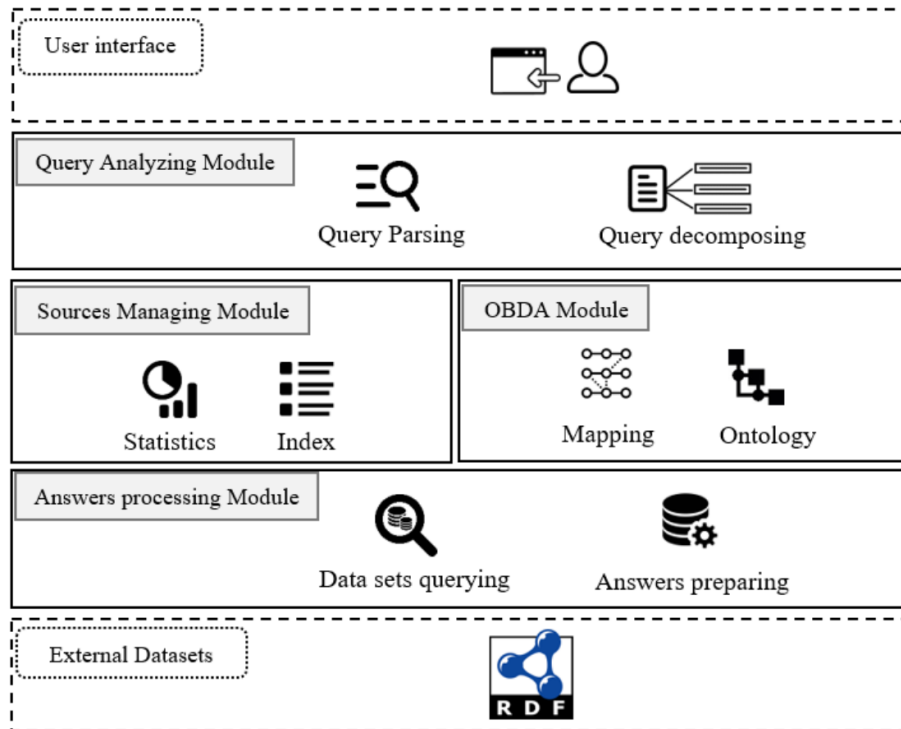 User interface
Query Analyzing Module
Query Parsing
Query decomposing
Sources Managing Module
OBDA Module
Statistics
Index
Mapping
Ontology
Answers processing Module
Data sets querying
Answers preparing
External Datasets
RDF